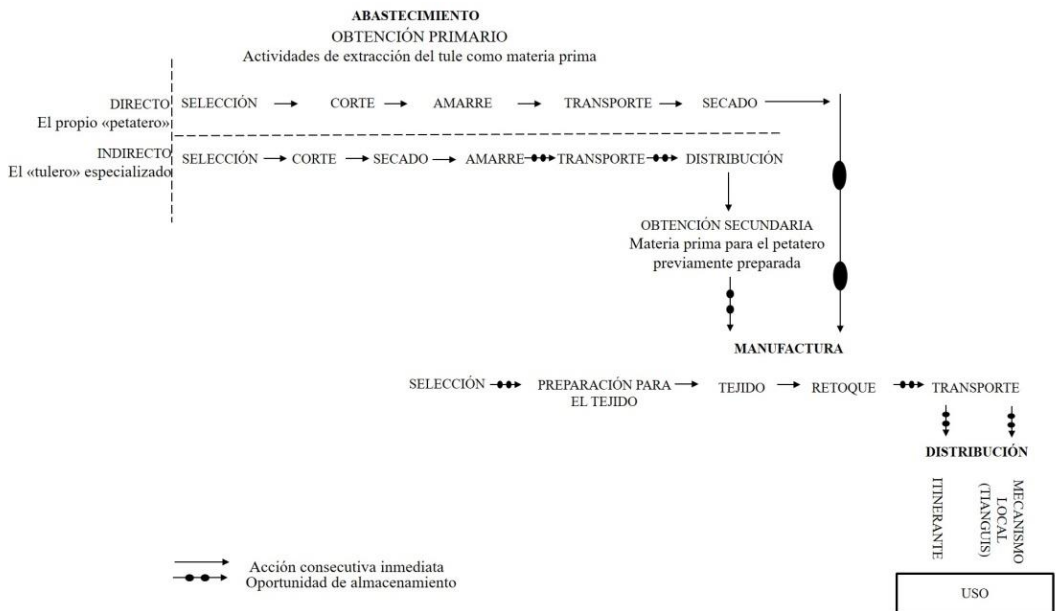 ABASTECIMIENTO
OBTENCIÓN PRIMARIO
Actividades de extracción del tule como materia prima
DIRECTO
El propio «petatero»
SELECCIÓN CORTE AMARRE TRANSPORTE SECADO
INDIRECTO
El «tulero» especializado
SELECCIÓN CORTE SECADO AMARRE TRANSPORTE DISTRIBUCIÓN
OBTENCIÓN SECUNDARIA
Materia prima para el petatero
previamente preparada
MANUFACTURA
SELECCIÓN PREPARACIÓN PARA
EL TEJIDO
TEJIDO RETOQUE TRANSPORTE
DISTRIBUCIÓN
ITINERANTE
MECANISMO
LOCAL
(TIANGUIS)
Acción consecutiva inmediata
Oportunidad de almacenamiento
USO